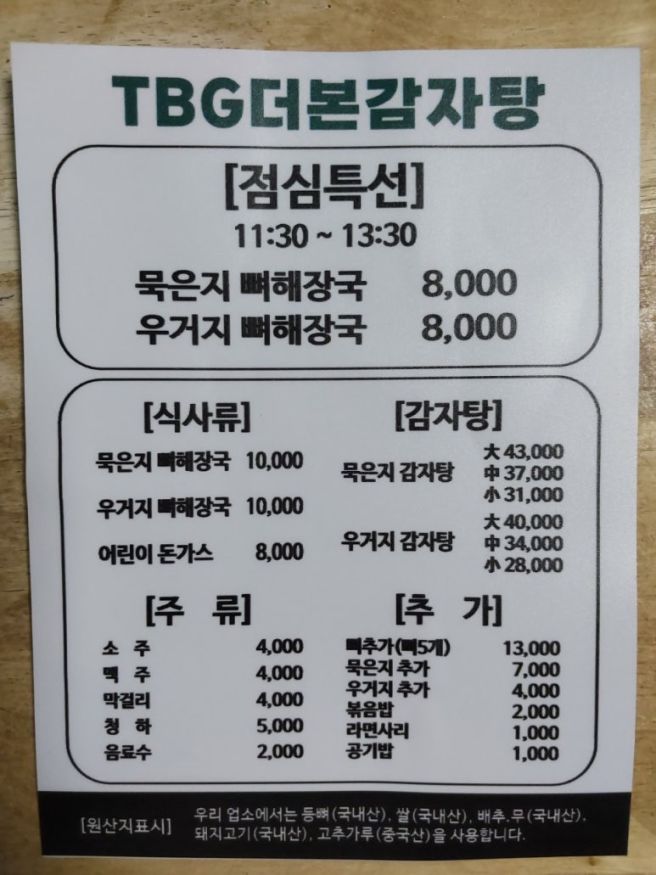 TBG더본감자탕
[점심특선]
11:30 ~ 13:30
묵은지 뼈해장국 8,000
우거지 뼈해장국 8,000
[식사류]
묵은지 뼈해장국 10,000
우거지 뼈해장국 10,000
어린이 돈가스 8,000
[감자탕]
묵은지 감자탕 大 43,000
中 37,000
小 31,000
우거지 감자탕 大 40,000
中 34,000
小 28,000
[주 류]
소 주 4,000
맥 주 4,000
막걸리 4,000
청 하 5,000
음료수 2,000
[추 가]
뼈추가(뼈5개) 13,000
묵은지 추가 7,000
우거지 추가 4,000
볶음밥 2,000
라면사리 1,000
공기밥 1,000
[원산지표시] 우리 업소에서는 등뼈(국내산), 쌀(국내산), 배추.무(국내산),
돼지고기(국내산), 고추가루(중국산)을 사용합니다.